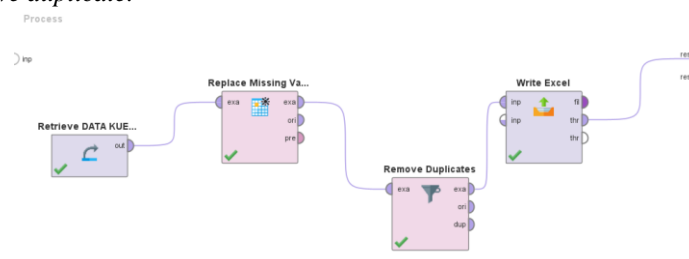 Process
inp
res
res
Replace Missing Va...
exa
exa
ori
pre
Write Excel
inp
fil
inp
thr
thr
Retrieve DATA KUE...
out
Remove Duplicates
exa
exa
ori
dup